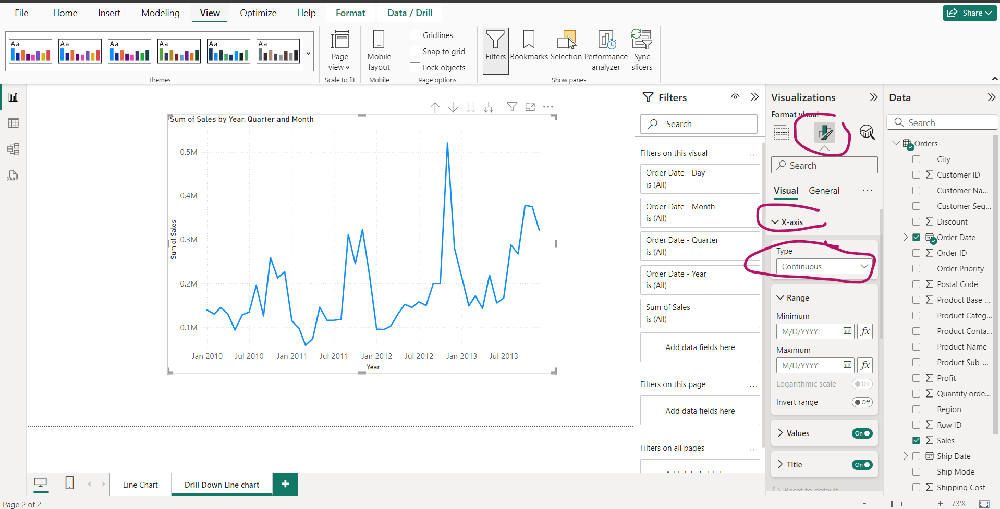 File Home Insert Modeling View Optimize Help Format Data / Drill Share
Aa Aa Aa Aa Aa Aa
Themes
Page view
Scale to fit
Mobile layout
Mobile
Gridlines
Snap to grid
Lock objects
Page options
Filters Bookmarks Selection Performance analyzer Sync slicers
Show panes
DAX
Sum of Sales by Year, Quarter and Month
Sum of Sales
0.5M
0.4M
0.3M
0.2M
0.1M
Jan 2010 Jul 2010 Jan 2011 Jul 2011 Jan 2012 Jul 2012 Jan 2013 Jul 2013
Year
Filters
Search
Filters on this visual ...
Order Date - Day
is (All)
Order Date - Month
is (All)
Order Date - Quarter
is (All)
Order Date - Year
is (All)
Sum of Sales
is (All)
Add data fields here
Filters on this page ...
Add data fields here
Filters on all pages ...
Add data fields here
Visualizations
Format visual
Search
Visual General ...
X-axis
Type
Continuous
Range
Minimum
M/D/YYYY fx
Maximum
M/D/YYYY fx
Logarithmic scale Off
Invert range Off
Values On
Title On
Reset to default
Data
Search
Orders
City
Customer ID
Customer Na...
Customer Seg...
Discount
Order Date
Order ID
Order Priority
Postal Code
Product Base ...
Product Categ...
Product Conta...
Product Name
Product Sub-...
Profit
Quantity orde...
Region
Row ID
Sales
Ship Date
Ship Mode
Shipping Cost
Line Chart Drill Down Line chart +
Page 2 of 2
- + 73%